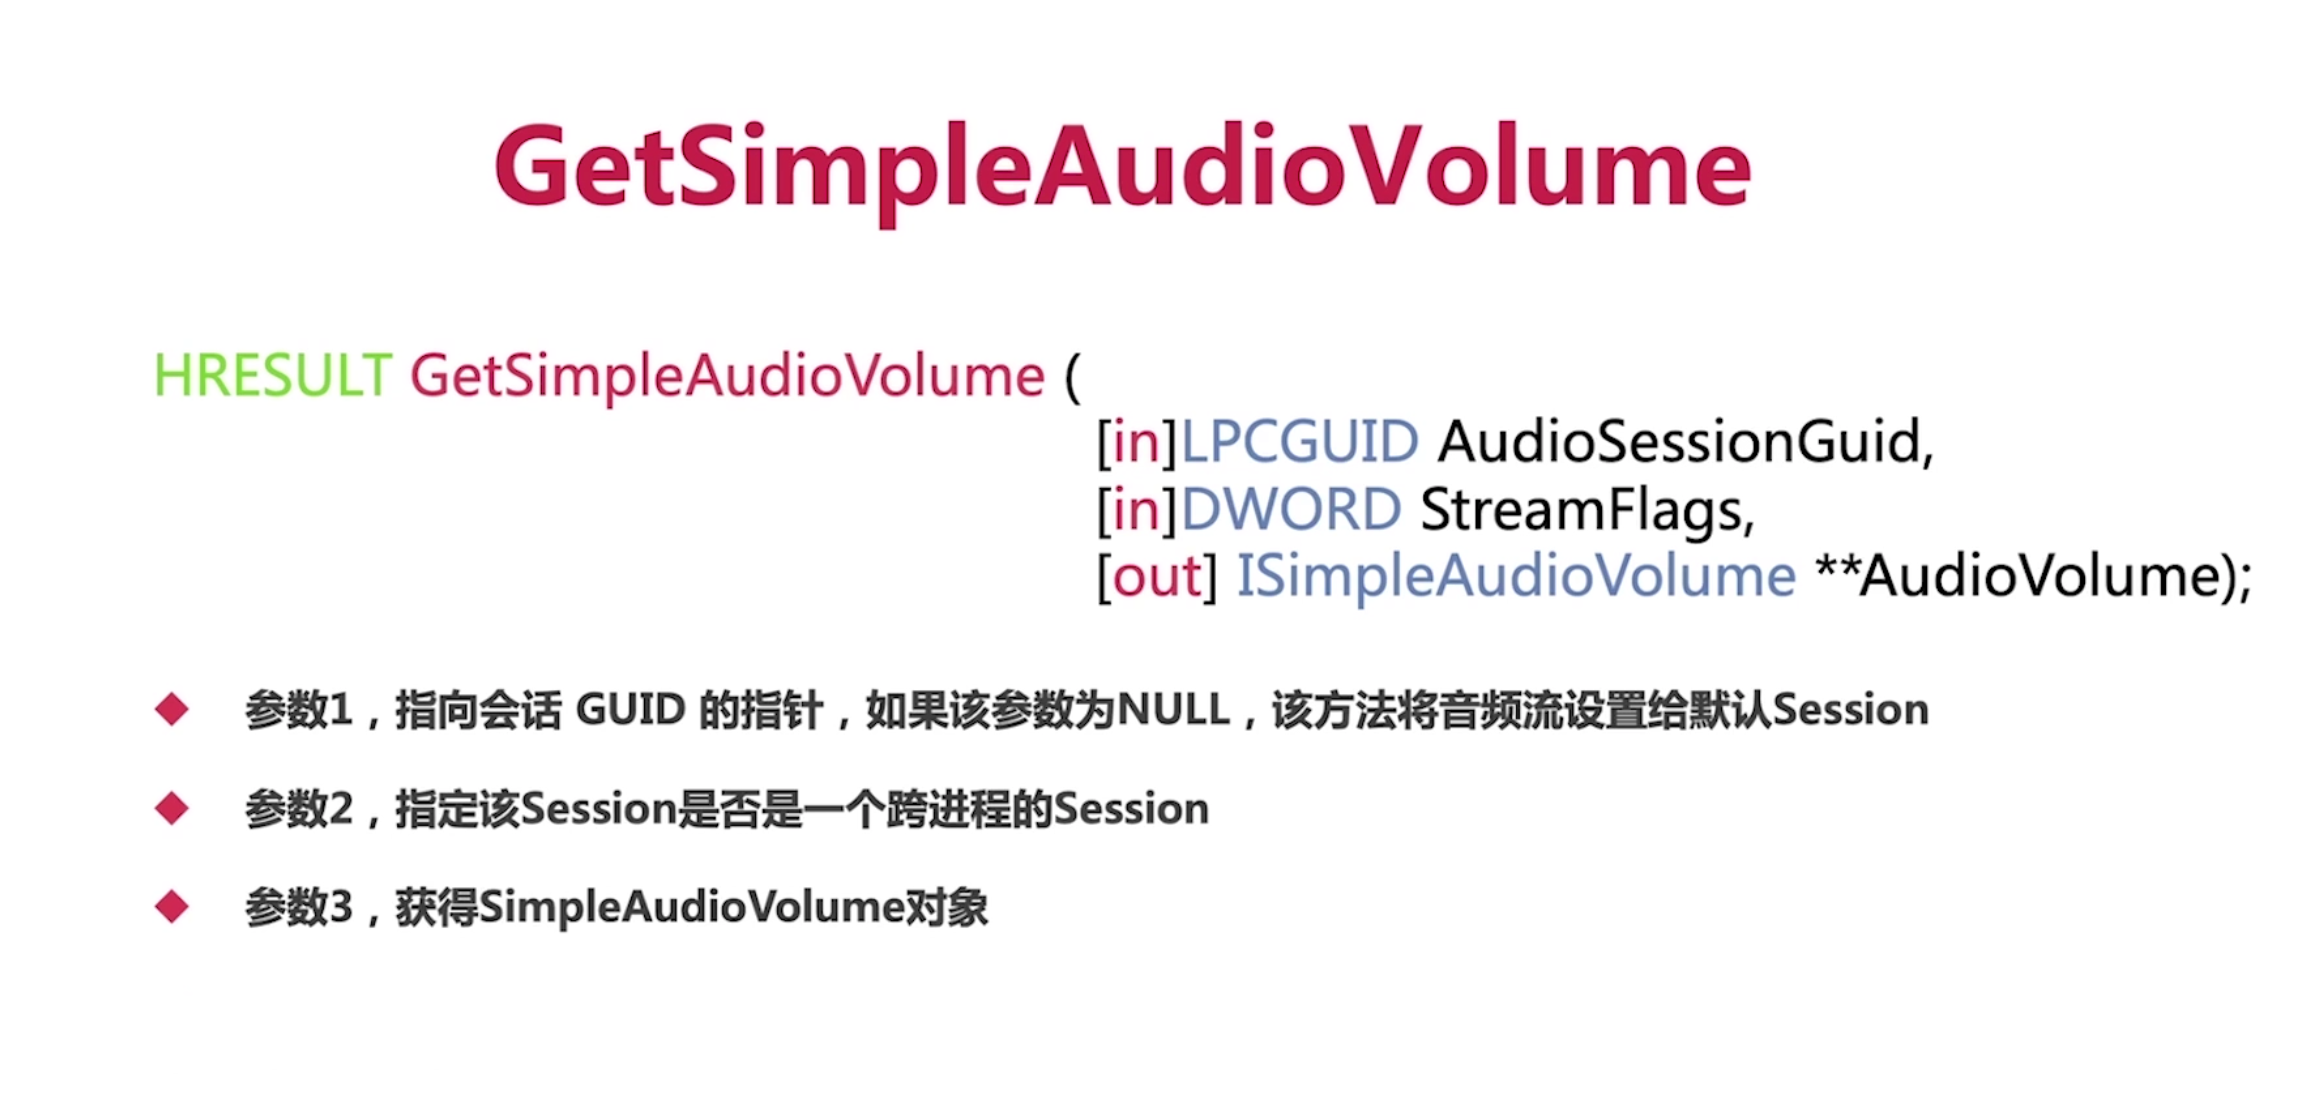 GetSimpleAudioVolume
HRESULT GetSimpleAudioVolume (
[in]LPCGUID AudioSessionGuid,
[in]DWORD StreamFlags,
[out] ISimpleAudioVolume **AudioVolume);
参数1，指向会话 GUID 的指针，如果该参数为NULL，该方法将音频流设置给默认Session
参数2，指定该Session是否是一个跨进程的Session
参数3，获得SimpleAudioVolume对象